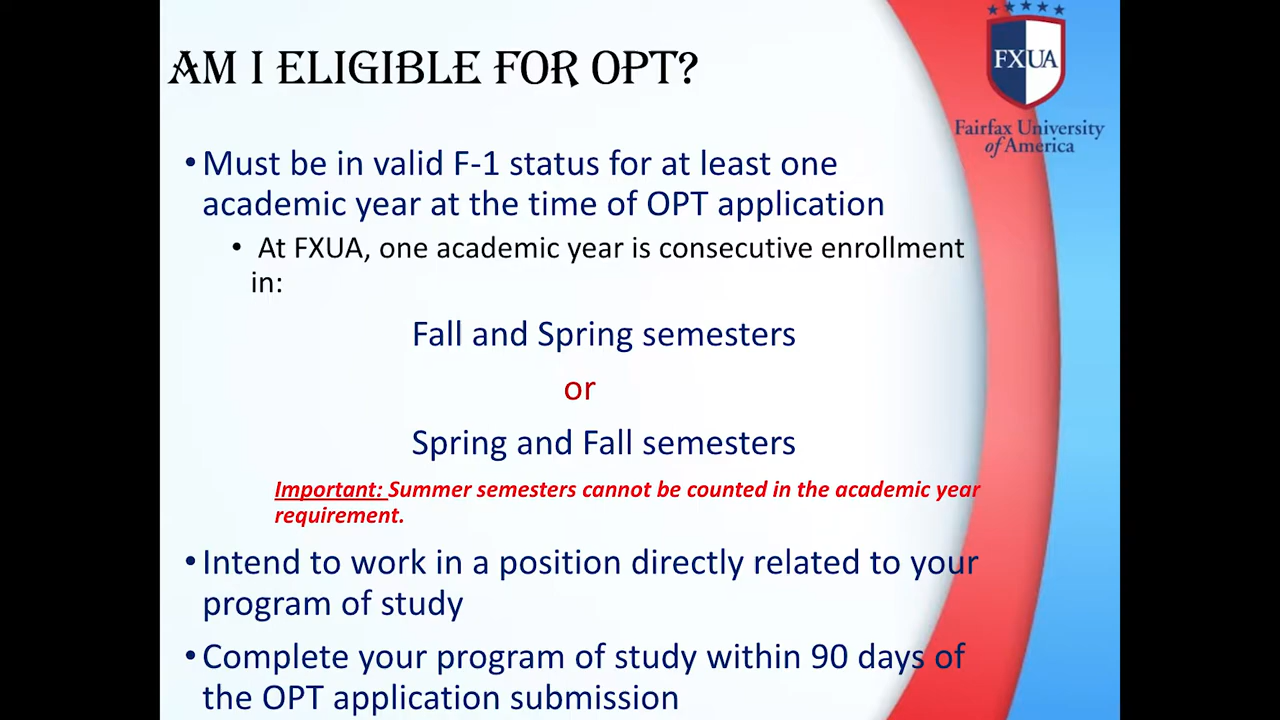 AM I ELIGIBLE FOR OPT?
FXUA
Fairfax University
of America
• Must be in valid F-1 status for at least one
academic year at the time of OPT application
• At FXUA, one academic year is consecutive enrollment
in:
Fall and Spring semesters
or
Spring and Fall semesters
Important: Summer semesters cannot be counted in the academic year
requirement.
• Intend to work in a position directly related to your
program of study
• Complete your program of study within 90 days of
the OPT application submission